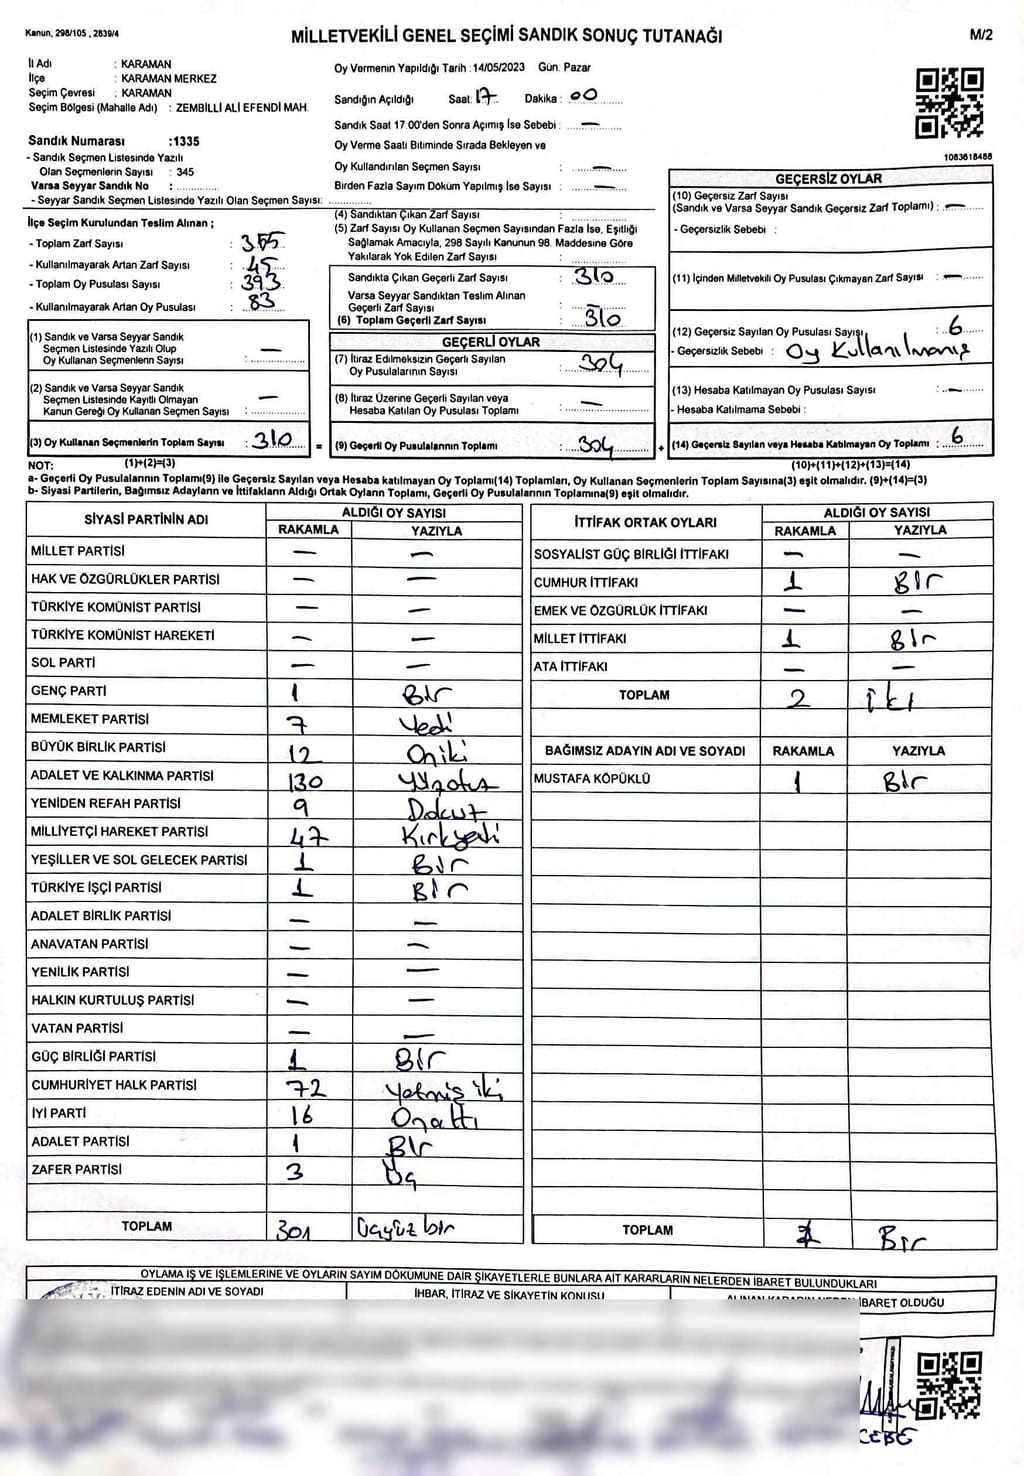 Kanun, 298/105 , 2839/4
MİLLETVEKİLİ GENEL SEÇİMİ SANDIK SONUÇ TUTANAĞI
M/2
İl Adı : KARAMAN
İlçe : KARAMAN MERKEZ
Seçim Çevresi : KARAMAN
Seçim Bölgesi (Mahalle Adı) : ZEMBİLLİ ALİ EFENDİ MAH.
Sandık Numarası :1335
- Sandık Seçmen Listesinde Yazılı
Olan Seçmenlerin Sayısı : 345
Varsa Seyyar Sandık No :
- Seyyar Sandık Seçmen Listesinde Yazılı Olan Seçmen Sayısı:
Oy Vermenin Yapıldığı Tarih :14/05/2023 Gün. Pazar
Sandığın Açıldığı Saat: 17 Dakika : 00
Sandık Saat 17:00'den Sonra Açılmış İse Sebebi : —
Oy Verme Saati Bitiminde Sırada Bekleyen ve
Oy Kullandırılan Seçmen Sayısı : —
Birden Fazla Sayım Döküm Yapılmış İse Sayısı : —
1083618488
İlçe Seçim Kurulundan Teslim Alınan ;
- Toplam Zarf Sayısı : 355
- Kullanılmayarak Artan Zarf Sayısı : 45
- Toplam Oy Pusulası Sayısı : 393
- Kullanılmayarak Artan Oy Pusulası : 83
(4) Sandıktan Çıkan Zarf Sayısı :
(5) Zarf Sayısı Oy Kullanan Seçmen Sayısından Fazla İse, Eşitliği
Sağlamak Amacıyla, 298 Sayılı Kanunun 98. Maddesine Göre
Yakılarak Yok Edilen Zarf Sayısı :
Sandıkta Çıkan Geçerli Zarf Sayısı : 310
Varsa Seyyar Sandıktan Teslim Alınan
Geçerli Zarf Sayısı : —
(6) Toplam Geçerli Zarf Sayısı : 310
GEÇERSİZ OYLAR
(10) Geçersiz Zarf Sayısı
(Sandık ve Varsa Seyyar Sandık Geçersiz Zarf Toplamı) : —
- Geçersizlik Sebebi :
(11) İçinden Milletvekili Oy Pusulası Çıkmayan Zarf Sayısı : —
(12) Geçersiz Sayılan Oy Pusulası Sayısı : 6
- Geçersizlik Sebebi : Oy Kullanılmamış
(13) Hesaba Katılmayan Oy Pusulası Sayısı : —
- Hesaba Katılmama Sebebi :
(1) Sandık ve Varsa Seyyar Sandık
Seçmen Listesinde Yazılı Olup
Oy Kullanan Seçmenlerin Sayısı : —
(2) Sandık ve Varsa Seyyar Sandık
Seçmen Listesinde Kayıtlı Olmayan
Kanun Gereği Oy Kullanan Seçmen Sayısı : —
GEÇERLİ OYLAR
(7) İtiraz Edilmeksizin Geçerli Sayılan
Oy Pusulalarının Sayısı : 304
(8) İtiraz Üzerine Geçerli Sayılan veya
Hesaba Katılan Oy Pusulası Toplamı : —
(3) Oy Kullanan Seçmenlerin Toplam Sayısı : 310 = (9) Geçerli Oy Pusulalarının Toplamı : 304 + (14) Geçersiz Sayılan veya Hesaba Katılmayan Oy Toplamı : 6
NOT: (1)+(2)=(3) (10)+(11)+(12)+(13)=(14)
a- Geçerli Oy Pusulalarının Toplamı(9) ile Geçersiz Sayılan veya Hesaba katılmayan Oy Toplamı(14) Toplamları, Oy Kullanan Seçmenlerin Toplam Sayısına(3) eşit olmalıdır. (9)+(14)=(3)
b- Siyasi Partilerin, Bağımsız Adayların ve İttifakların Aldığı Ortak Oyların Toplamı, Geçerli Oy Pusulalarının Toplamına(9) eşit olmalıdır.
SİYASİ PARTİNİN ADI ALDIĞI OY SAYISI
RAKAMLA YAZIYLA
MİLLET PARTİSİ — —
HAK VE ÖZGÜRLÜKLER PARTİSİ — —
TÜRKİYE KOMÜNİST PARTİSİ — —
TÜRKİYE KOMÜNİST HAREKETİ — —
SOL PARTİ — —
GENÇ PARTİ 1 Bir
MEMLEKET PARTİSİ 7 Yedi
BÜYÜK BİRLİK PARTİSİ 12 Oniki
ADALET VE KALKINMA PARTİSİ 130 Yüzotuz
YENİDEN REFAH PARTİSİ 9 Dokuz
MİLLİYETÇİ HAREKET PARTİSİ 47 Kırkyedi
YEŞİLLER VE SOL GELECEK PARTİSİ 1 Bir
TÜRKİYE İŞÇİ PARTİSİ 1 Bir
ADALET BİRLİK PARTİSİ — —
ANAVATAN PARTİSİ — —
YENİLİK PARTİSİ — —
HALKIN KURTULUŞ PARTİSİ — —
VATAN PARTİSİ — —
GÜÇ BİRLİĞİ PARTİSİ 1 Bir
CUMHURİYET HALK PARTİSİ 72 Yetmiş iki
İYİ PARTİ 16 Onaltı
ADALET PARTİSİ 1 Bir
ZAFER PARTİSİ 3 Üç
TOPLAM 301 Üçyüz bir
İTTİFAK ORTAK OYLARI ALDIĞI OY SAYISI
RAKAMLA YAZIYLA
SOSYALİST GÜÇ BİRLİĞİ İTTİFAKI — —
CUMHUR İTTİFAKI 1 Bir
EMEK VE ÖZGÜRLÜK İTTİFAKI — —
MİLLET İTTİFAKI 1 Bir
ATA İTTİFAKI — —
TOPLAM 2 İki
BAĞIMSIZ ADAYIN ADI VE SOYADI RAKAMLA YAZIYLA
MUSTAFA KÖPÜKLÜ 1 Bir
TOPLAM 1 Bir
OYLAMA İŞ VE İŞLEMLERİNE VE OYLARIN SAYIM DÖKÜMÜNE DAİR ŞİKAYETLERLE BUNLARA AİT KARARLARIN NELERDEN İBARET BULUNDUKLARI
İTİRAZ EDENİN ADI VE SOYADI
İHBAR, İTİRAZ VE ŞİKAYETİN KONUSU
İBARET OLDUĞU